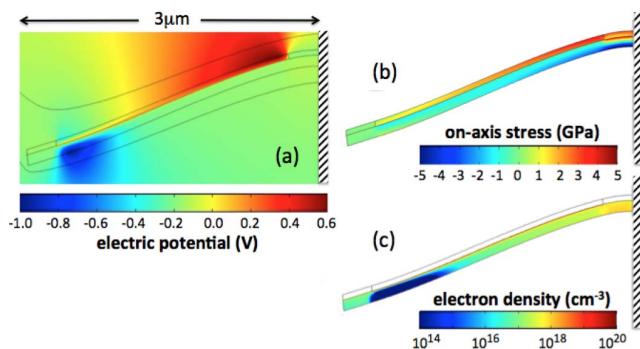 3μm
(a)
-1.0 -0.8 -0.6 -0.4 -0.2 0.0 0.2 0.4 0.6
electric potential (V)
(b)
on-axis stress (GPa)
-5 -4 -3 -2 -1 0 1 2 3 4 5
(c)
electron density (cm⁻³)
10¹⁴ 10¹⁶ 10¹⁸ 10²⁰